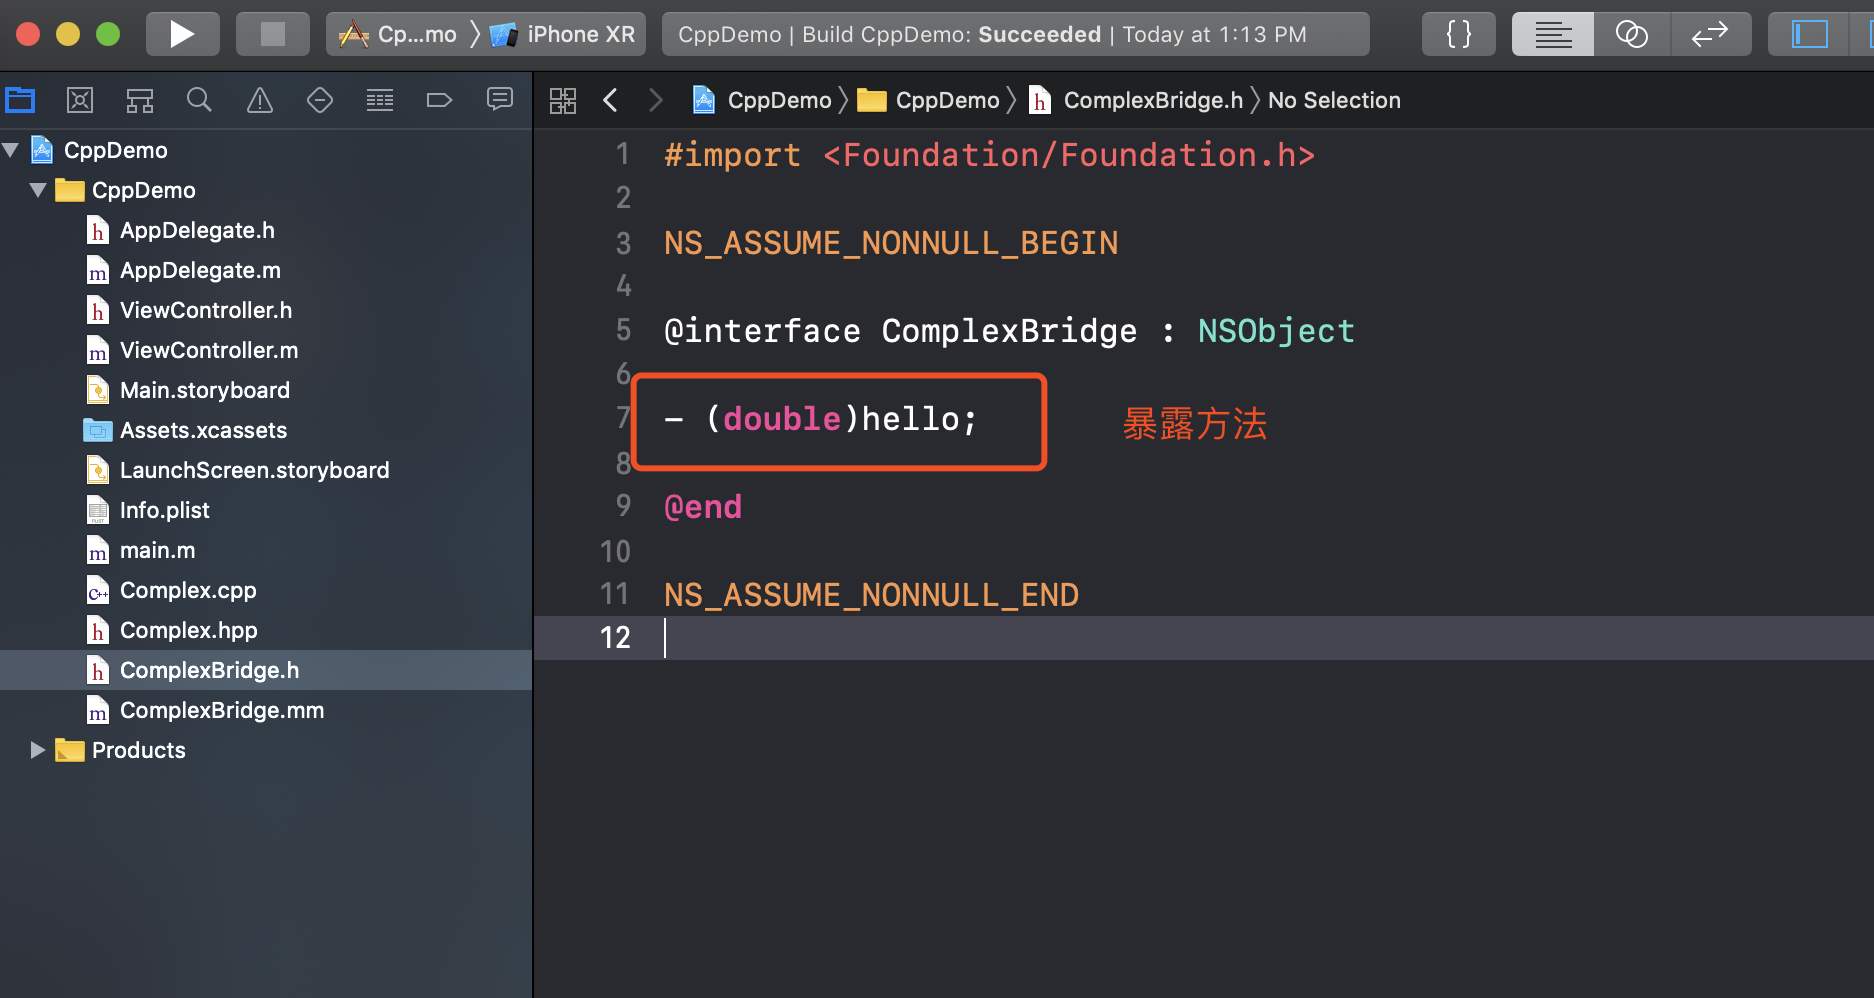 Cp...mo 〉 iPhone XR
CppDemo | Build CppDemo: Succeeded | Today at 1:13 PM
{ }
CppDemo 〉 CppDemo 〉 h ComplexBridge.h 〉 No Selection
CppDemo
CppDemo
h AppDelegate.h
m AppDelegate.m
h ViewController.h
m ViewController.m
Main.storyboard
Assets.xcassets
LaunchScreen.storyboard
Info.plist
m main.m
C++ Complex.cpp
h Complex.hpp
h ComplexBridge.h
m ComplexBridge.mm
Products
1 #import <Foundation/Foundation.h>
2
3 NS_ASSUME_NONNULL_BEGIN
4
5 @interface ComplexBridge : NSObject
6
7 - (double)hello;
暴露方法
8
9 @end
10
11 NS_ASSUME_NONNULL_END
12